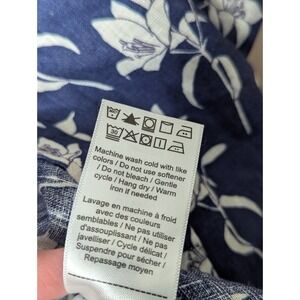 Machine wash cold with like
colors / Do not use softener
/ Do not bleach / Gentle
cycle / Hang dry / Warm
iron if needed
Lavage en machine à froid
avec des couleurs
semblables / Ne pas utiliser
d'assouplissant / Ne pas
javelliser / Cycle délicat /
Suspendre pour sécher /
Repassage moyen